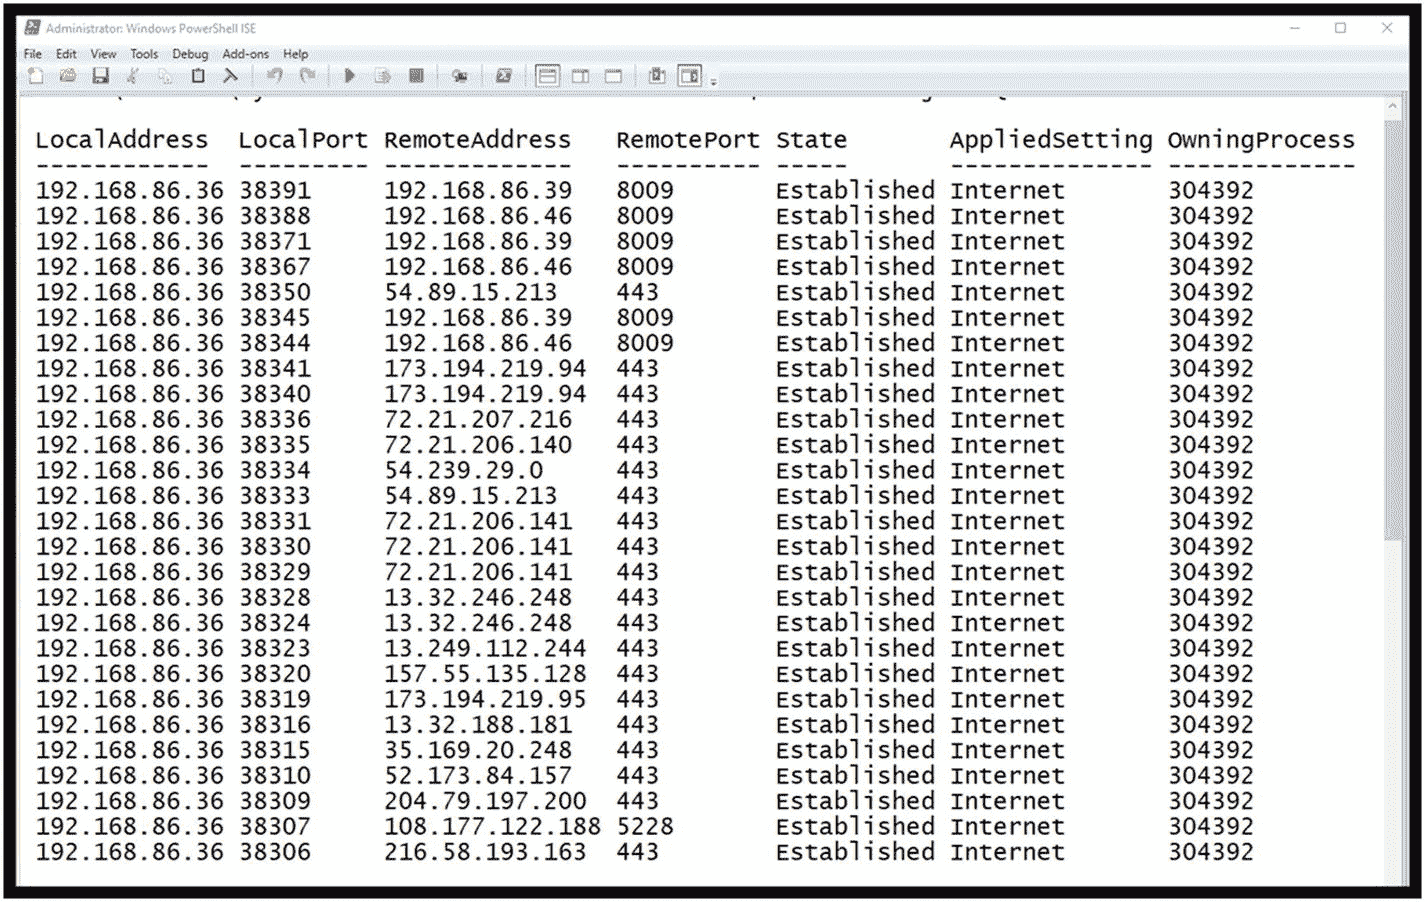 Administrator: Windows PowerShell ISE
File Edit View Tools Debug Add-ons Help
LocalAddress LocalPort RemoteAddress RemotePort State AppliedSetting OwningProcess
------------ --------- ------------- ---------- ----- -------------- -------------
192.168.86.36 38391 192.168.86.39 8009 Established Internet 304392
192.168.86.36 38388 192.168.86.46 8009 Established Internet 304392
192.168.86.36 38371 192.168.86.39 8009 Established Internet 304392
192.168.86.36 38367 192.168.86.46 8009 Established Internet 304392
192.168.86.36 38350 54.89.15.213 443 Established Internet 304392
192.168.86.36 38345 192.168.86.39 8009 Established Internet 304392
192.168.86.36 38344 192.168.86.46 8009 Established Internet 304392
192.168.86.36 38341 173.194.219.94 443 Established Internet 304392
192.168.86.36 38340 173.194.219.94 443 Established Internet 304392
192.168.86.36 38336 72.21.207.216 443 Established Internet 304392
192.168.86.36 38335 72.21.206.140 443 Established Internet 304392
192.168.86.36 38334 54.239.29.0 443 Established Internet 304392
192.168.86.36 38333 54.89.15.213 443 Established Internet 304392
192.168.86.36 38331 72.21.206.141 443 Established Internet 304392
192.168.86.36 38330 72.21.206.141 443 Established Internet 304392
192.168.86.36 38329 72.21.206.141 443 Established Internet 304392
192.168.86.36 38328 13.32.246.248 443 Established Internet 304392
192.168.86.36 38324 13.32.246.248 443 Established Internet 304392
192.168.86.36 38323 13.249.112.244 443 Established Internet 304392
192.168.86.36 38320 157.55.135.128 443 Established Internet 304392
192.168.86.36 38319 173.194.219.95 443 Established Internet 304392
192.168.86.36 38316 13.32.188.181 443 Established Internet 304392
192.168.86.36 38315 35.169.20.248 443 Established Internet 304392
192.168.86.36 38310 52.173.84.157 443 Established Internet 304392
192.168.86.36 38309 204.79.197.200 443 Established Internet 304392
192.168.86.36 38307 108.177.122.188 5228 Established Internet 304392
192.168.86.36 38306 216.58.193.163 443 Established Internet 304392